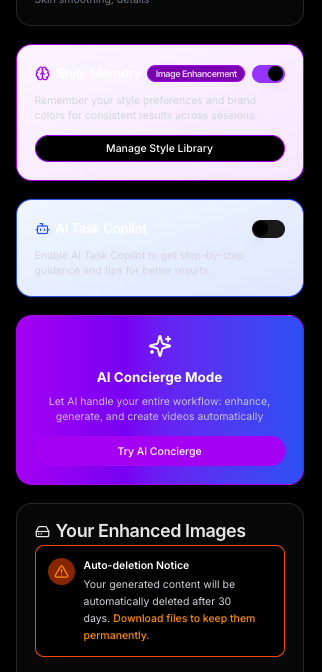 Skin smoothing, details
Style Memory
Image Enhancement
Remember your style preferences and brand
colors for consistent results across sessions.
Manage Style Library
AI Task Copilot
Enable AI Task Copilot to get step-by-step
guidance and tips for better results.
AI Concierge Mode
Let AI handle your entire workflow: enhance,
generate, and create videos automatically
Try AI Concierge
Your Enhanced Images
Auto-deletion Notice
Your generated content will be
automatically deleted after 30
days. Download files to keep them
permanently.